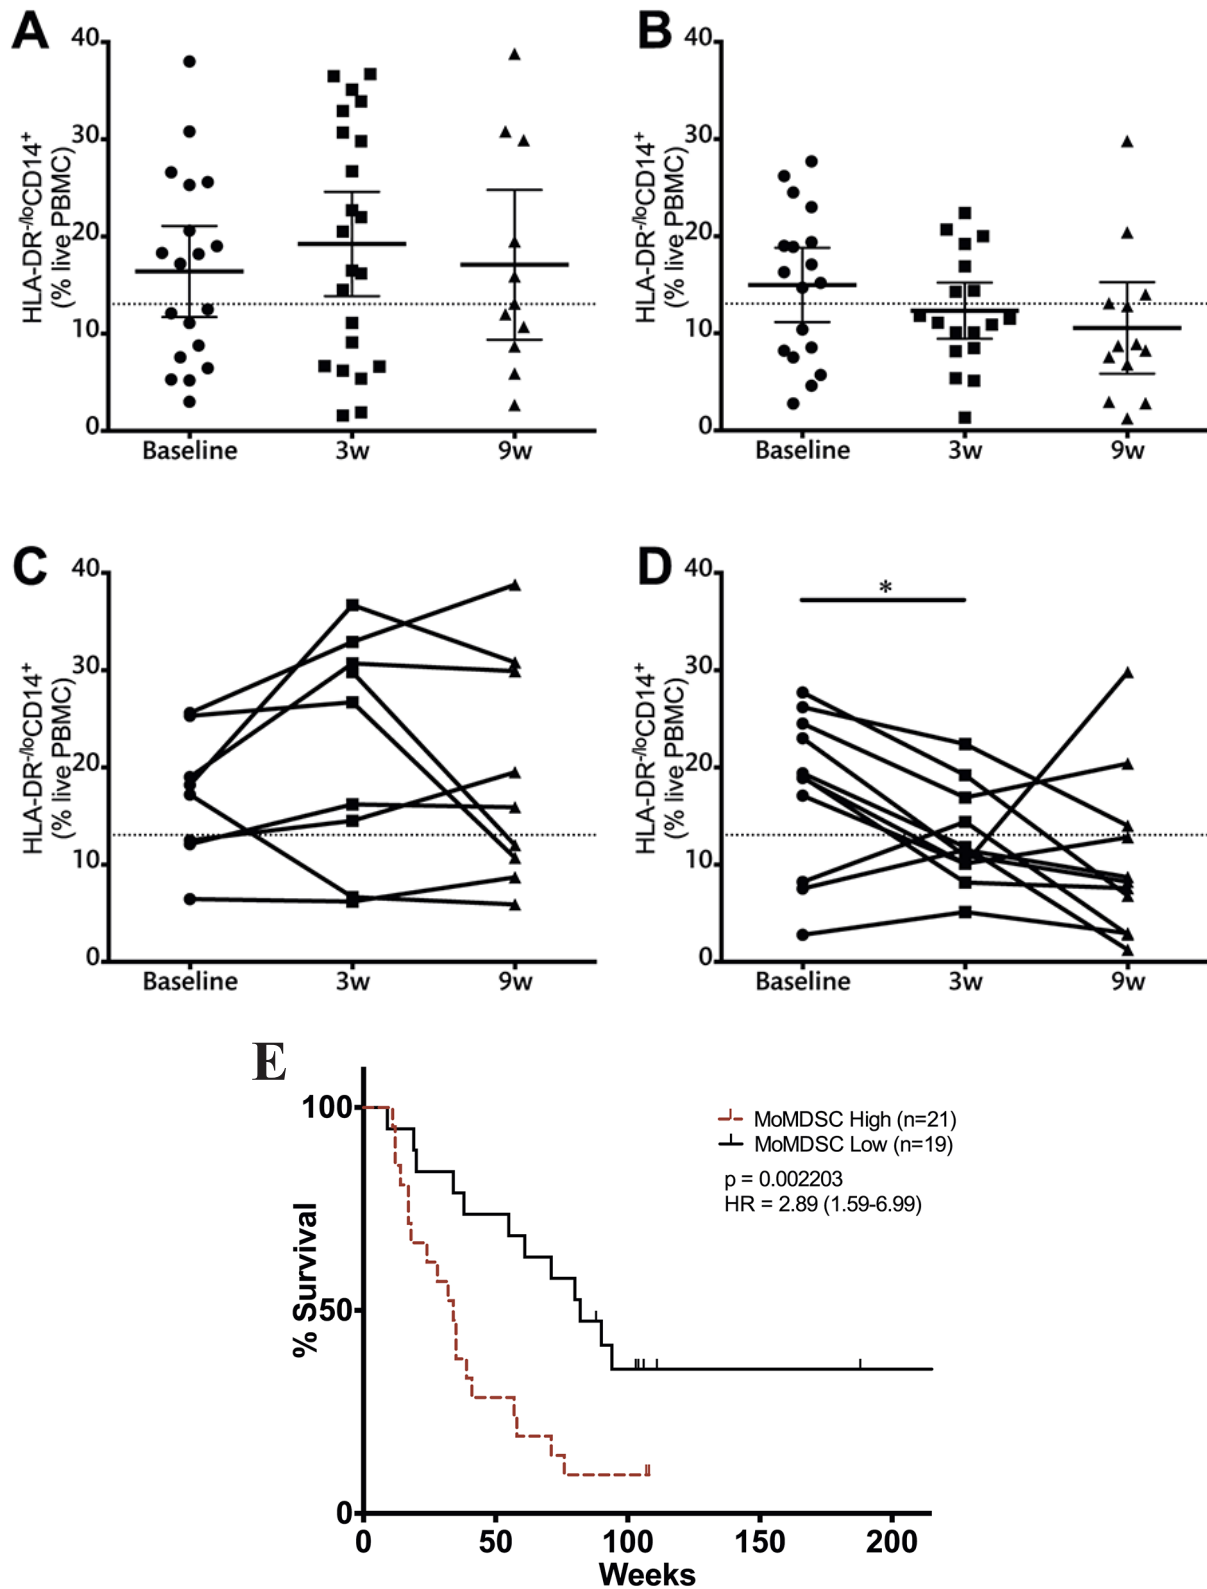 A
B
40
30
20
10
0
HLA-DR-/loCD14+
(% live PBMC)
Baseline
3w
9w
40
30
20
10
0
HLA-DR-/loCD14+
(% live PBMC)
Baseline
3w
9w
C
D
40
30
20
10
0
HLA-DR-/loCD14+
(% live PBMC)
Baseline
3w
9w
*
40
30
20
10
0
HLA-DR-/loCD14+
(% live PBMC)
Baseline
3w
9w
E
100
50
0
% Survival
MoMDSC High (n=21)
MoMDSC Low (n=19)
p = 0.002203
HR = 2.89 (1.59-6.99)
0
50
100
150
200
Weeks